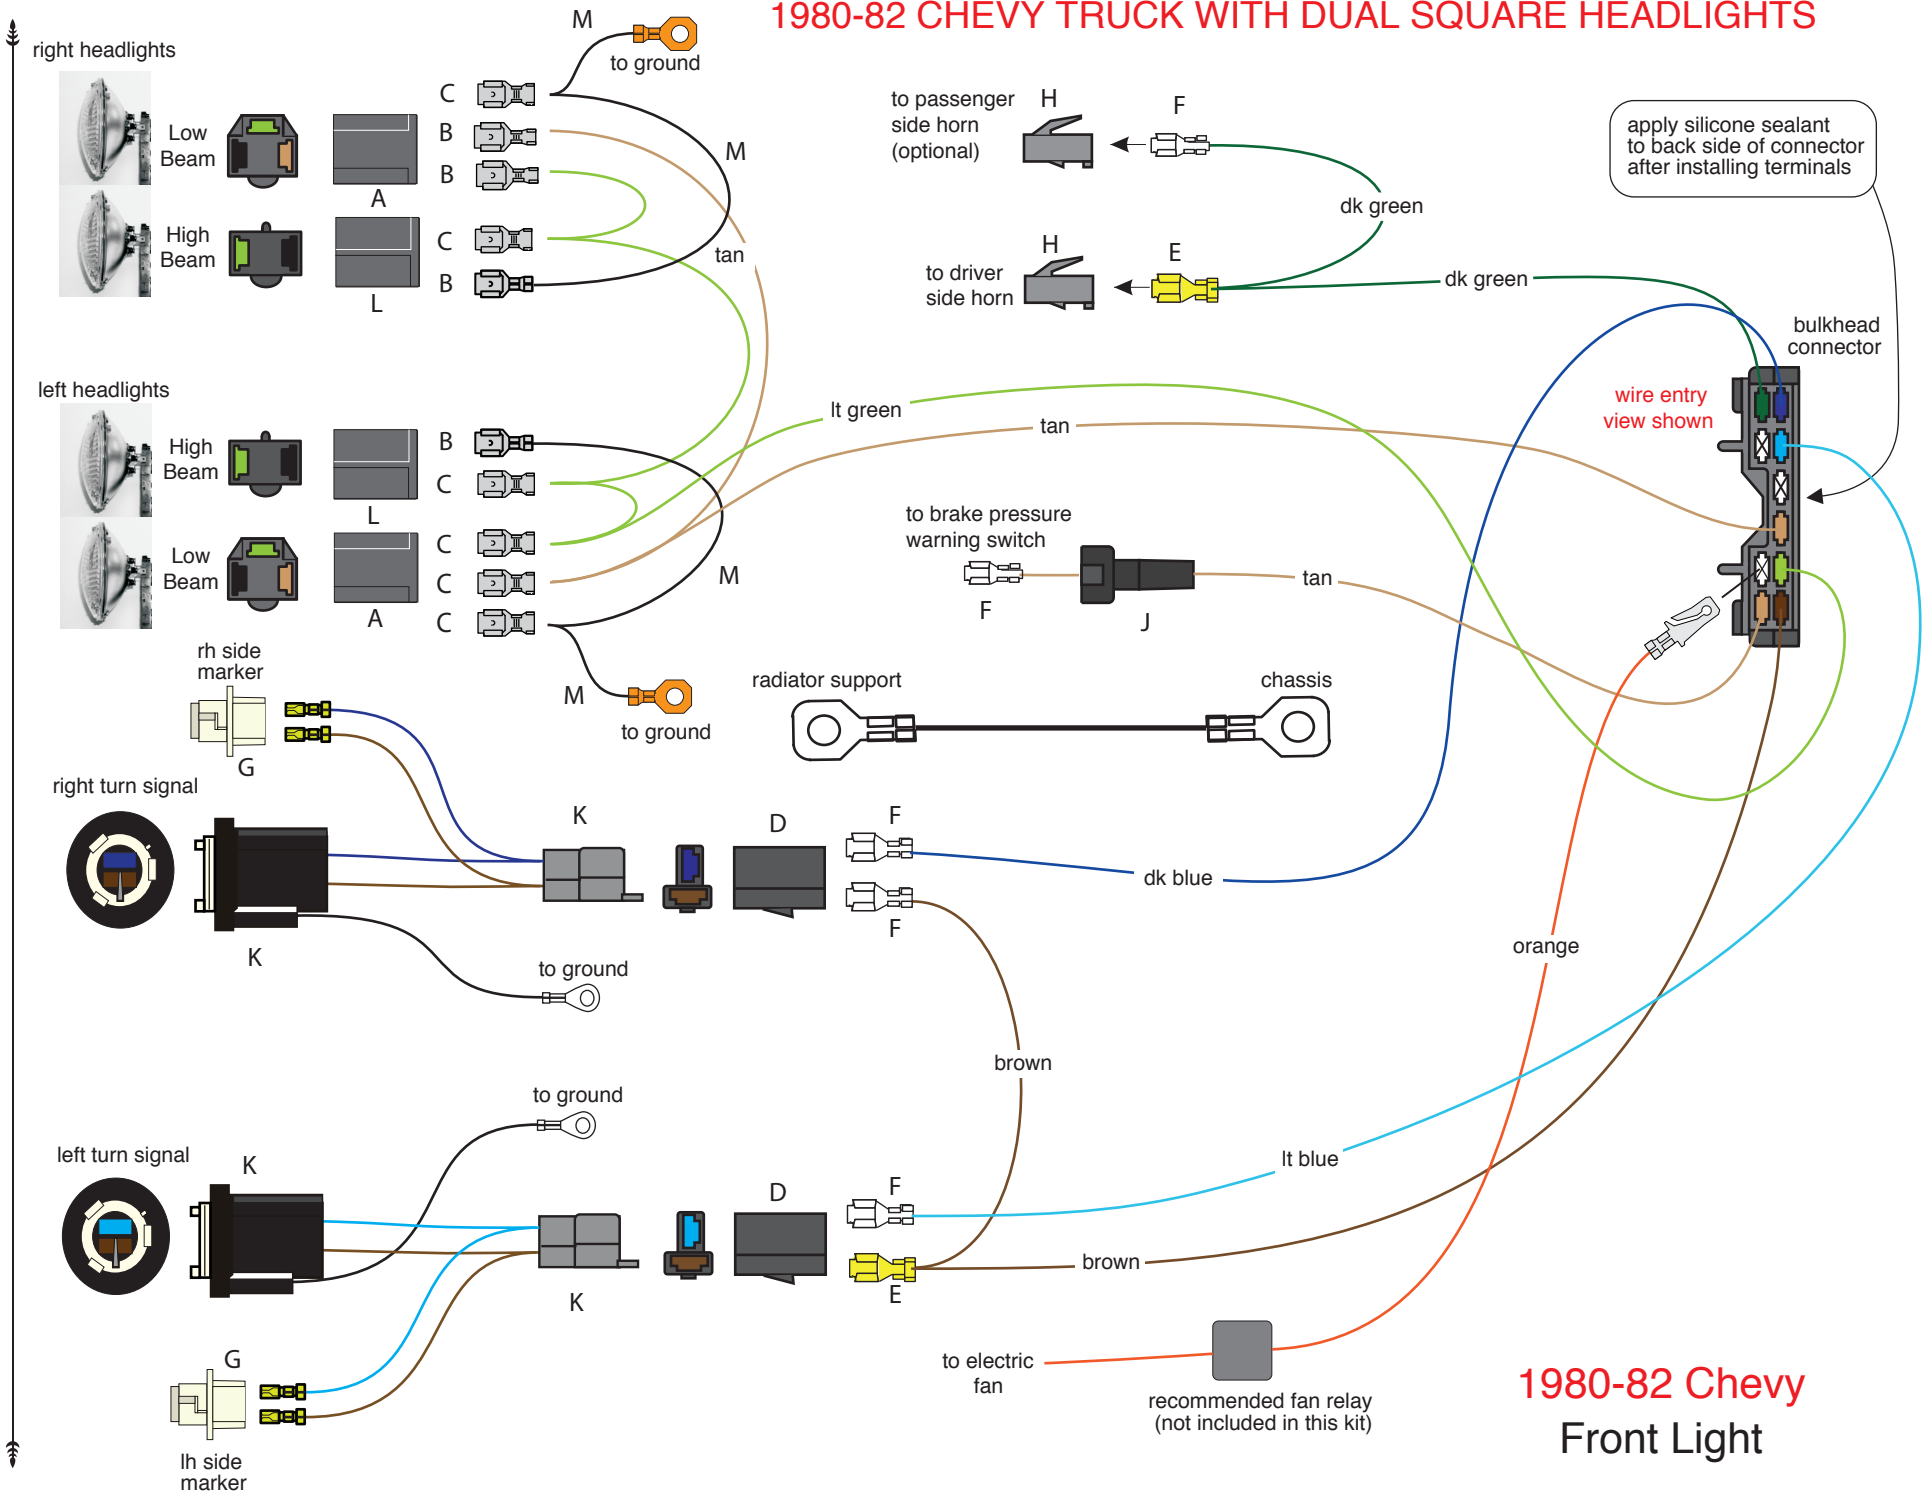 1980-82 CHEVY TRUCK WITH DUAL SQUARE HEADLIGHTS
right headlights
M
to ground
C
B
B
C
B
M
tan
Low
Beam
A
High
Beam
L
to passenger
side horn
(optional)
H
F
dk green
to driver
side horn
H
E
dk green
apply silicone sealant
to back side of connector
after installing terminals
bulkhead
connector
wire entry
view shown
left headlights
High
Beam
L
B
C
C
C
C
Low
Beam
A
M
M
to ground
lt green
tan
to brake pressure
warning switch
F
J
tan
radiator support
chassis
rh side
marker
G
right turn signal
K
K
D
F
F
dk blue
to ground
orange
brown
to ground
left turn signal
K
K
D
F
E
lt blue
brown
G
lh side
marker
to electric
fan
recommended fan relay
(not included in this kit)
1980-82 Chevy
Front Light